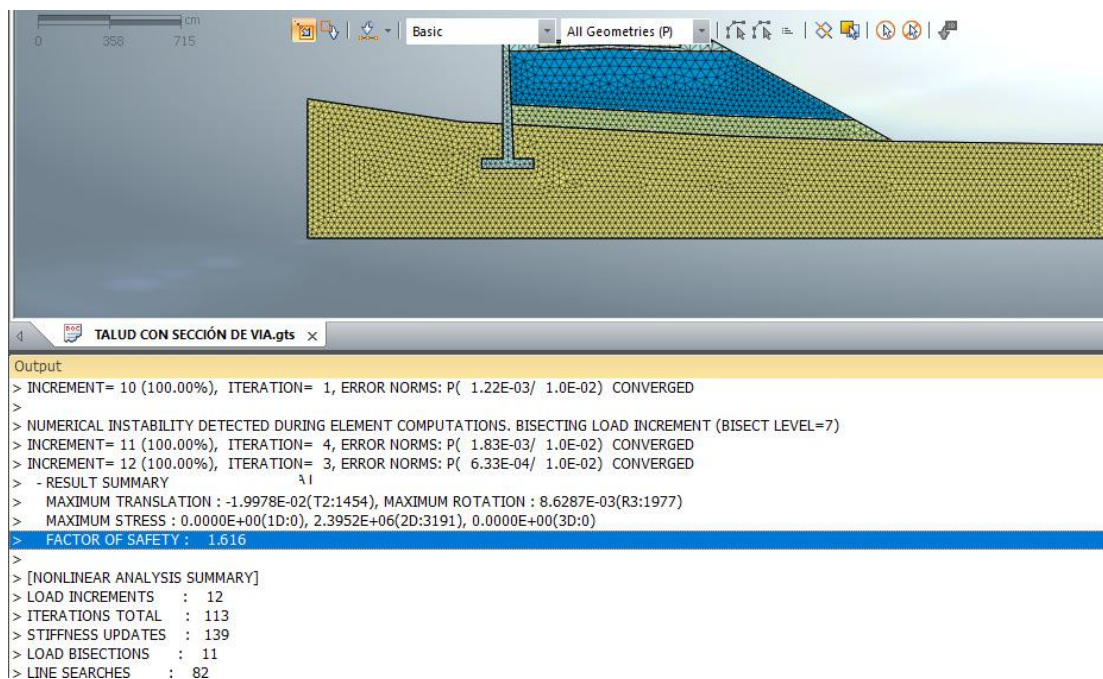 cm
0 358 715
Basic
All Geometries (P)
TALUD CON SECCIÓN DE VIA.gts x
Output
> INCREMENT= 10 (100.00%), ITERATION= 1, ERROR NORMS: P( 1.22E-03/ 1.0E-02) CONVERGED
>
> NUMERICAL INSTABILITY DETECTED DURING ELEMENT COMPUTATIONS. BISECTING LOAD INCREMENT (BISECT LEVEL=7)
> INCREMENT= 11 (100.00%), ITERATION= 4, ERROR NORMS: P( 1.83E-03/ 1.0E-02) CONVERGED
> INCREMENT= 12 (100.00%), ITERATION= 3, ERROR NORMS: P( 6.33E-04/ 1.0E-02) CONVERGED
> - RESULT SUMMARY
> MAXIMUM TRANSLATION : -1.9978E-02(T2:1454), MAXIMUM ROTATION : 8.6287E-03(R3:1977)
> MAXIMUM STRESS : 0.0000E+00(1D:0), 2.3952E+06(2D:3191), 0.0000E+00(3D:0)
> FACTOR OF SAFETY : 1.616
>
> [NONLINEAR ANALYSIS SUMMARY]
> LOAD INCREMENTS : 12
> ITERATIONS TOTAL : 113
> STIFFNESS UPDATES : 139
> LOAD BISECTIONS : 11
> LINE SEARCHES : 82